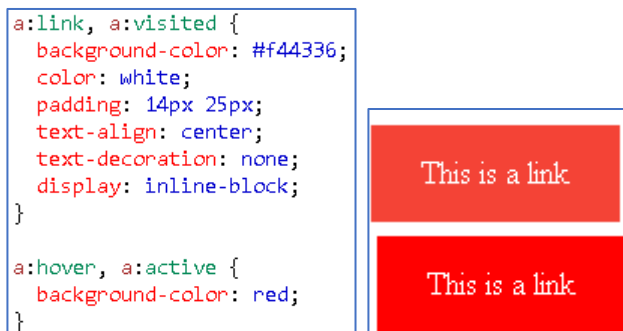 a:link, a:visited {
  background-color: #f44336;
  color: white;
  padding: 14px 25px;
  text-align: center;
  text-decoration: none;
  display: inline-block;
}

a:hover, a:active {
  background-color: red;
}
This is a link
This is a link